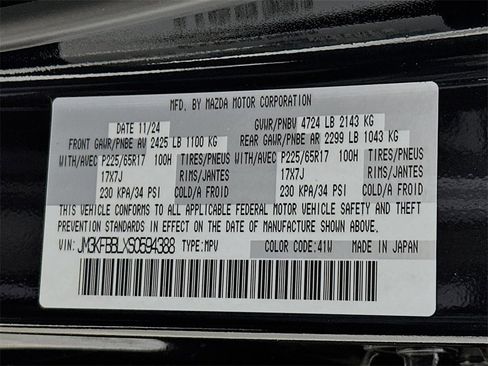 MFD. BY MAZDA MOTOR CORPORATION
DATE 11/24 GVWR/PNBV 4724 LB 2143 KG
FRONT GAWR/PNBE AV 2425 LB 1100 KG REAR GAWR/PNBE AR 2299 LB 1043 KG
WITH/AVEC P225/65R17 100H TIRES/PNEUS WITH/AVEC P225/65R17 100H TIRES/PNEUS
17X7J RIMS/JANTES 17X7J RIMS/JANTES
230 KPA/34 PSI COLD/A FROID 230 KPA/34 PSI COLD/A FROID
THIS VEHICLE CONFORMS TO ALL APPLICABLE FEDERAL MOTOR VEHICLE SAFETY AND THEFT
PREVENTION STANDARDS IN EFFECT ON THE DATE OF MANUFACTURE SHOWN ABOVE.
VIN: JM3KFBBLXS0594388 TYPE:MPV COLOR CODE:41W MADE IN JAPAN